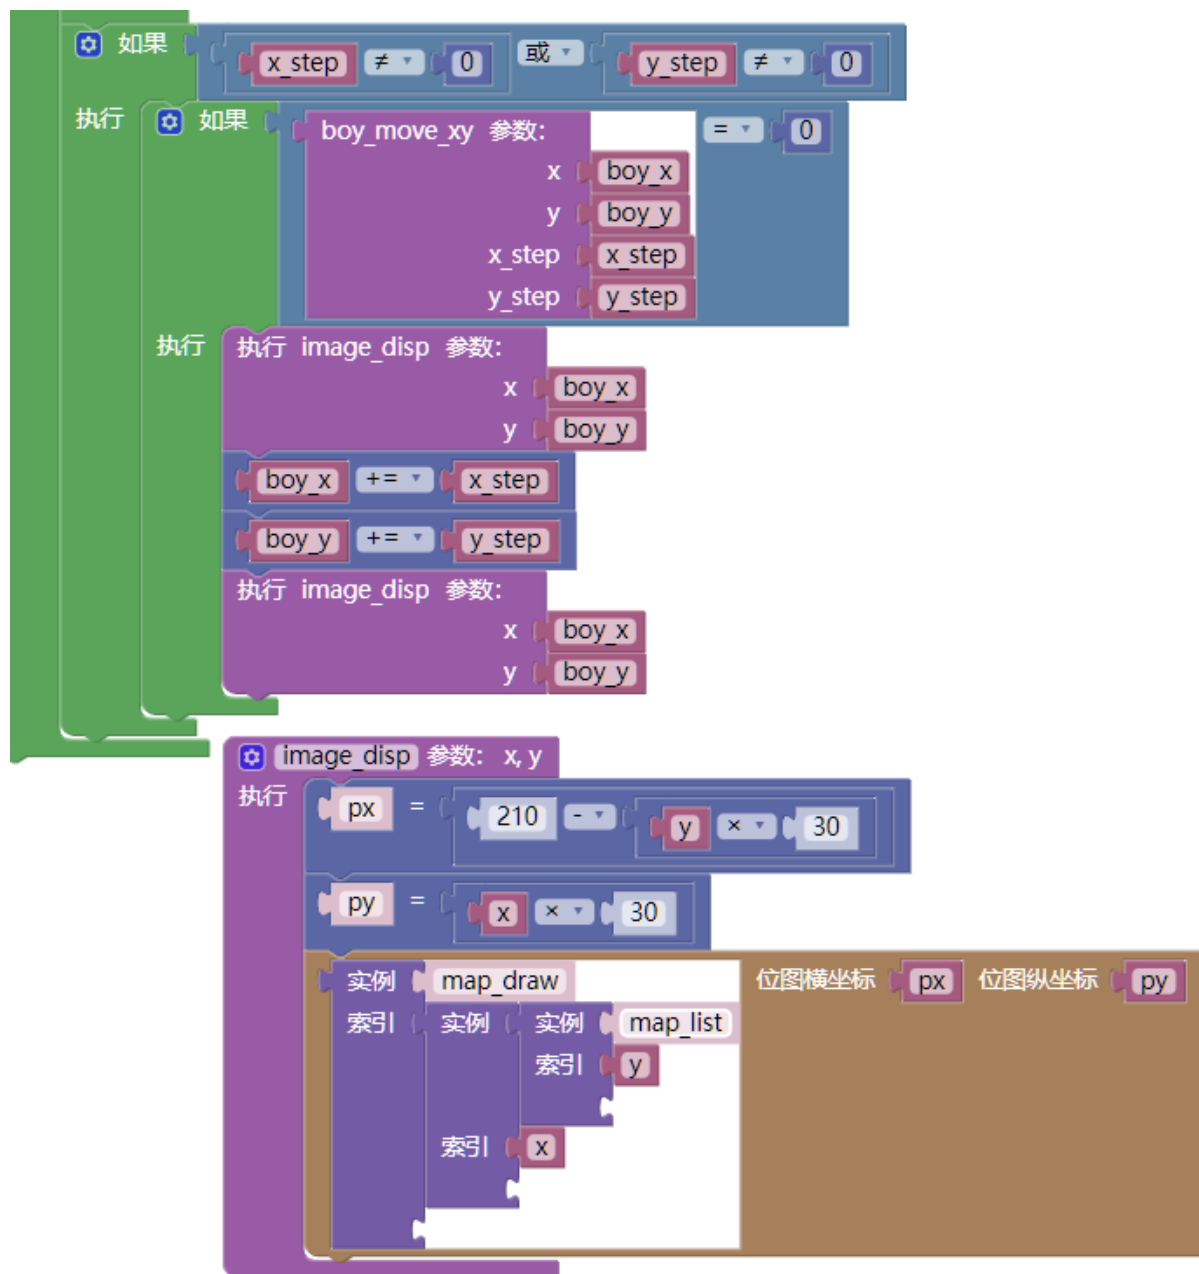 如果 x_step ≠ 0 或 y_step ≠ 0
执行 如果 boy_move_xy 参数: = 0
x boy_x
y boy_y
x_step x_step
y_step y_step
执行 执行 image_disp 参数:
x boy_x
y boy_y
boy_x += x_step
boy_y += y_step
执行 image_disp 参数:
x boy_x
y boy_y
image_disp 参数: x, y
执行 px = 210 - y × 30
py = x × 30
实例 map_draw 位图横坐标 px 位图纵坐标 py
索引 实例 实例 map_list
索引 y
索引 x